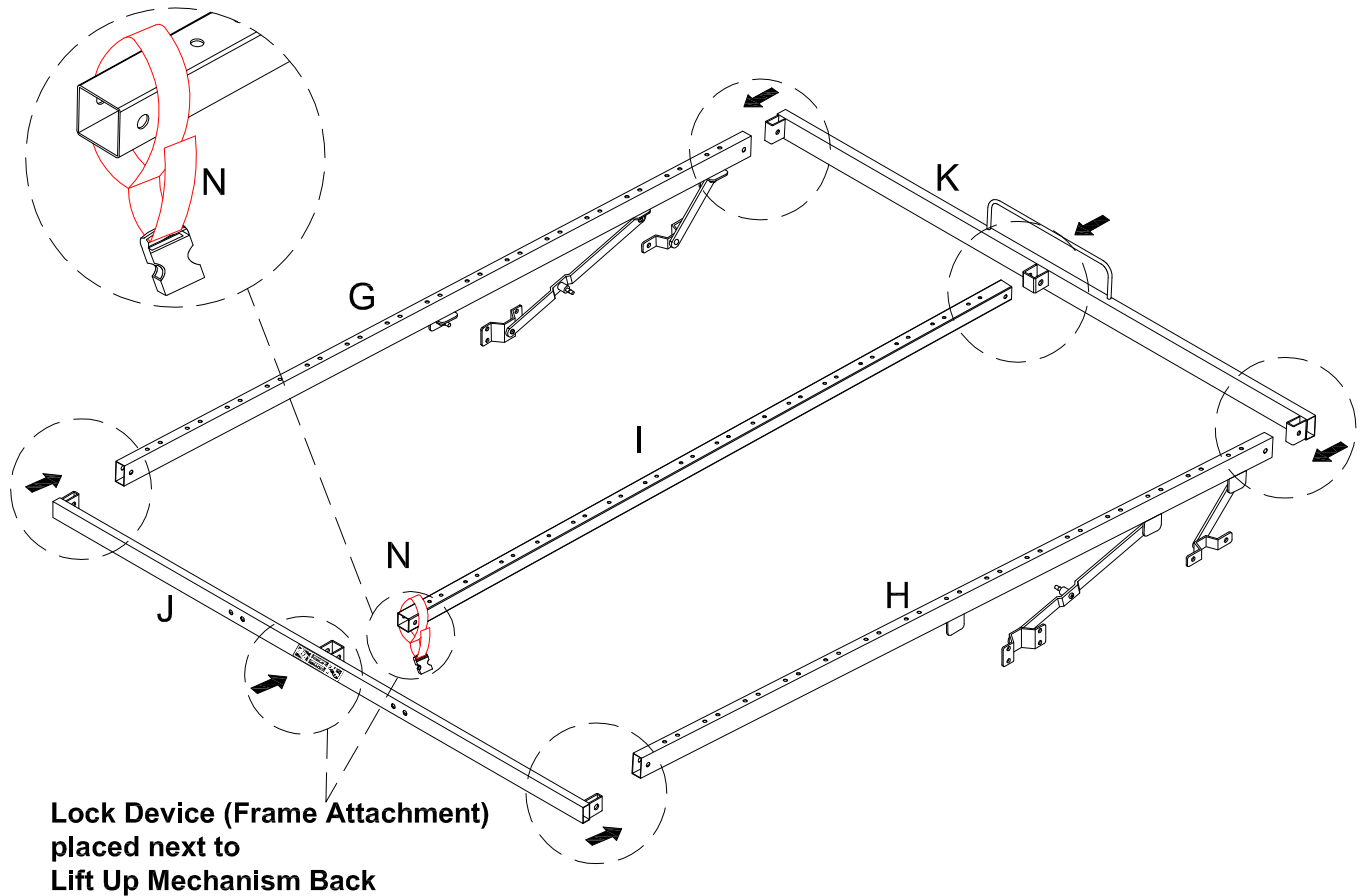 N
K
G
I
N
H
J
Lock Device (Frame Attachment)
placed next to
Lift Up Mechanism Back